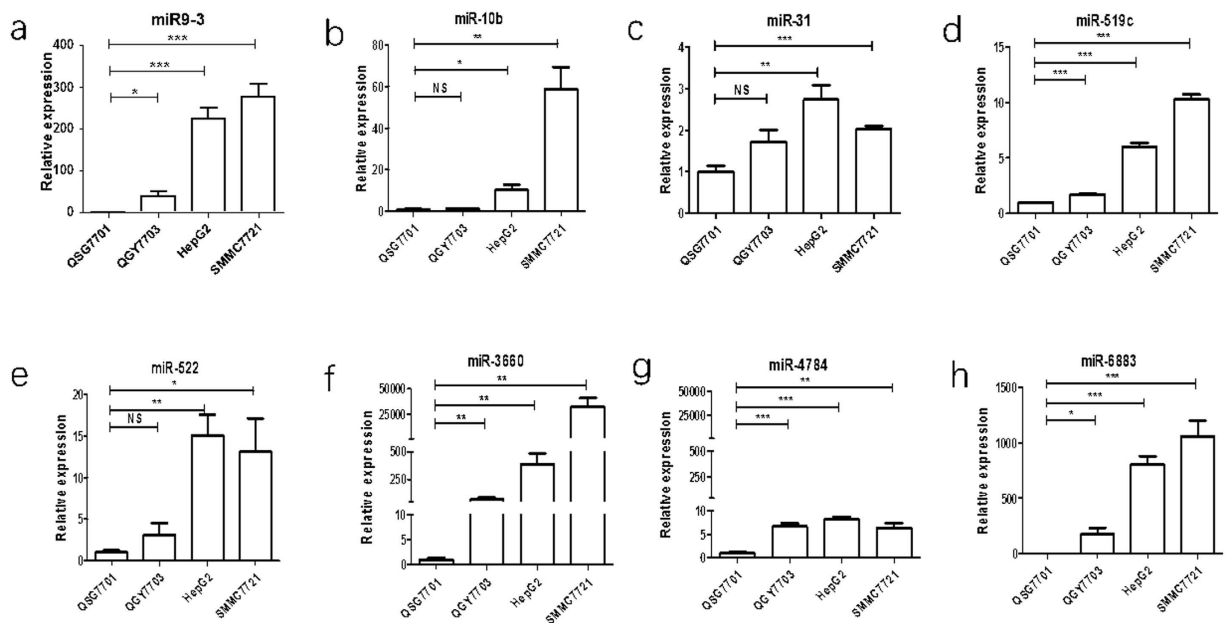 a
miR9-3
Relative expression
400
300
200
100
0
***
***
*
QSG7701
QGY7703
HepG2
SMMC7721
b
miR-10b
Relative expression
80
60
40
20
0
**
*
NS
QSG7701
QGY7703
HepG2
SMMC7721
c
miR-31
Relative expression
4
3
2
1
0
***
**
NS
QSG7701
QGY7703
HepG2
SMMC7721
d
miR-519c
Relative expression
15
10
5
0
***
***
***
QSG7701
QGY7703
HepG2
SMMC7721
e
miR-522
Relative expression
20
15
10
5
0
*
**
NS
QSG7701
QGY7703
HepG2
SMMC7721
f
miR-3660
Relative expression
50000
25000
500
250
10
5
0
**
**
**
QSG7701
QGY7703
HepG2
SMMC7721
g
miR-4784
Relative expression
50000
25000
500
250
10
5
0
**
***
***
QSG7701
QGY7703
HepG2
SMMC7721
h
miR-6883
Relative expression
1500
1000
500
0
***
***
*
QSG7701
QGY7703
HepG2
SMMC7721